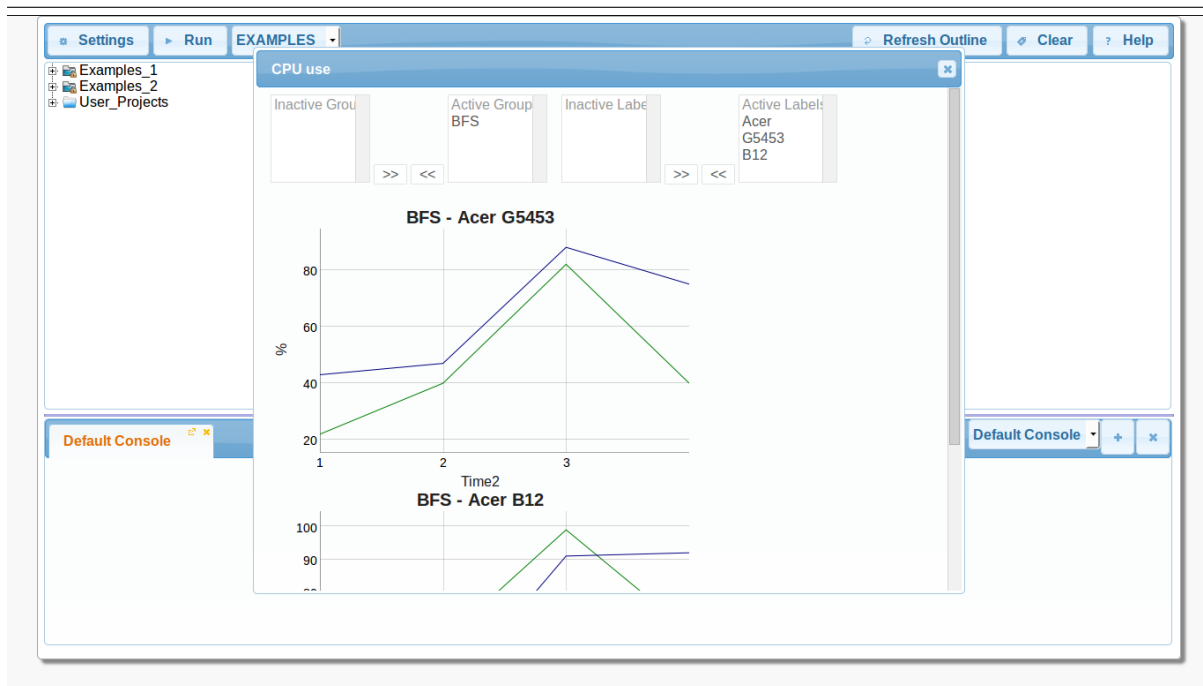 Settings Run EXAMPLES Refresh Outline Clear ? Help
Examples_1
Examples_2
User_Projects
CPU use
Inactive Grou
Active Group
BFS
Inactive Labe
Active Labels
Acer
G5453
B12
>> <<
>> <<
BFS - Acer G5453
80
60
40
20
%
1 2 3
Time2
BFS - Acer B12
100
90
Default Console
Default Console